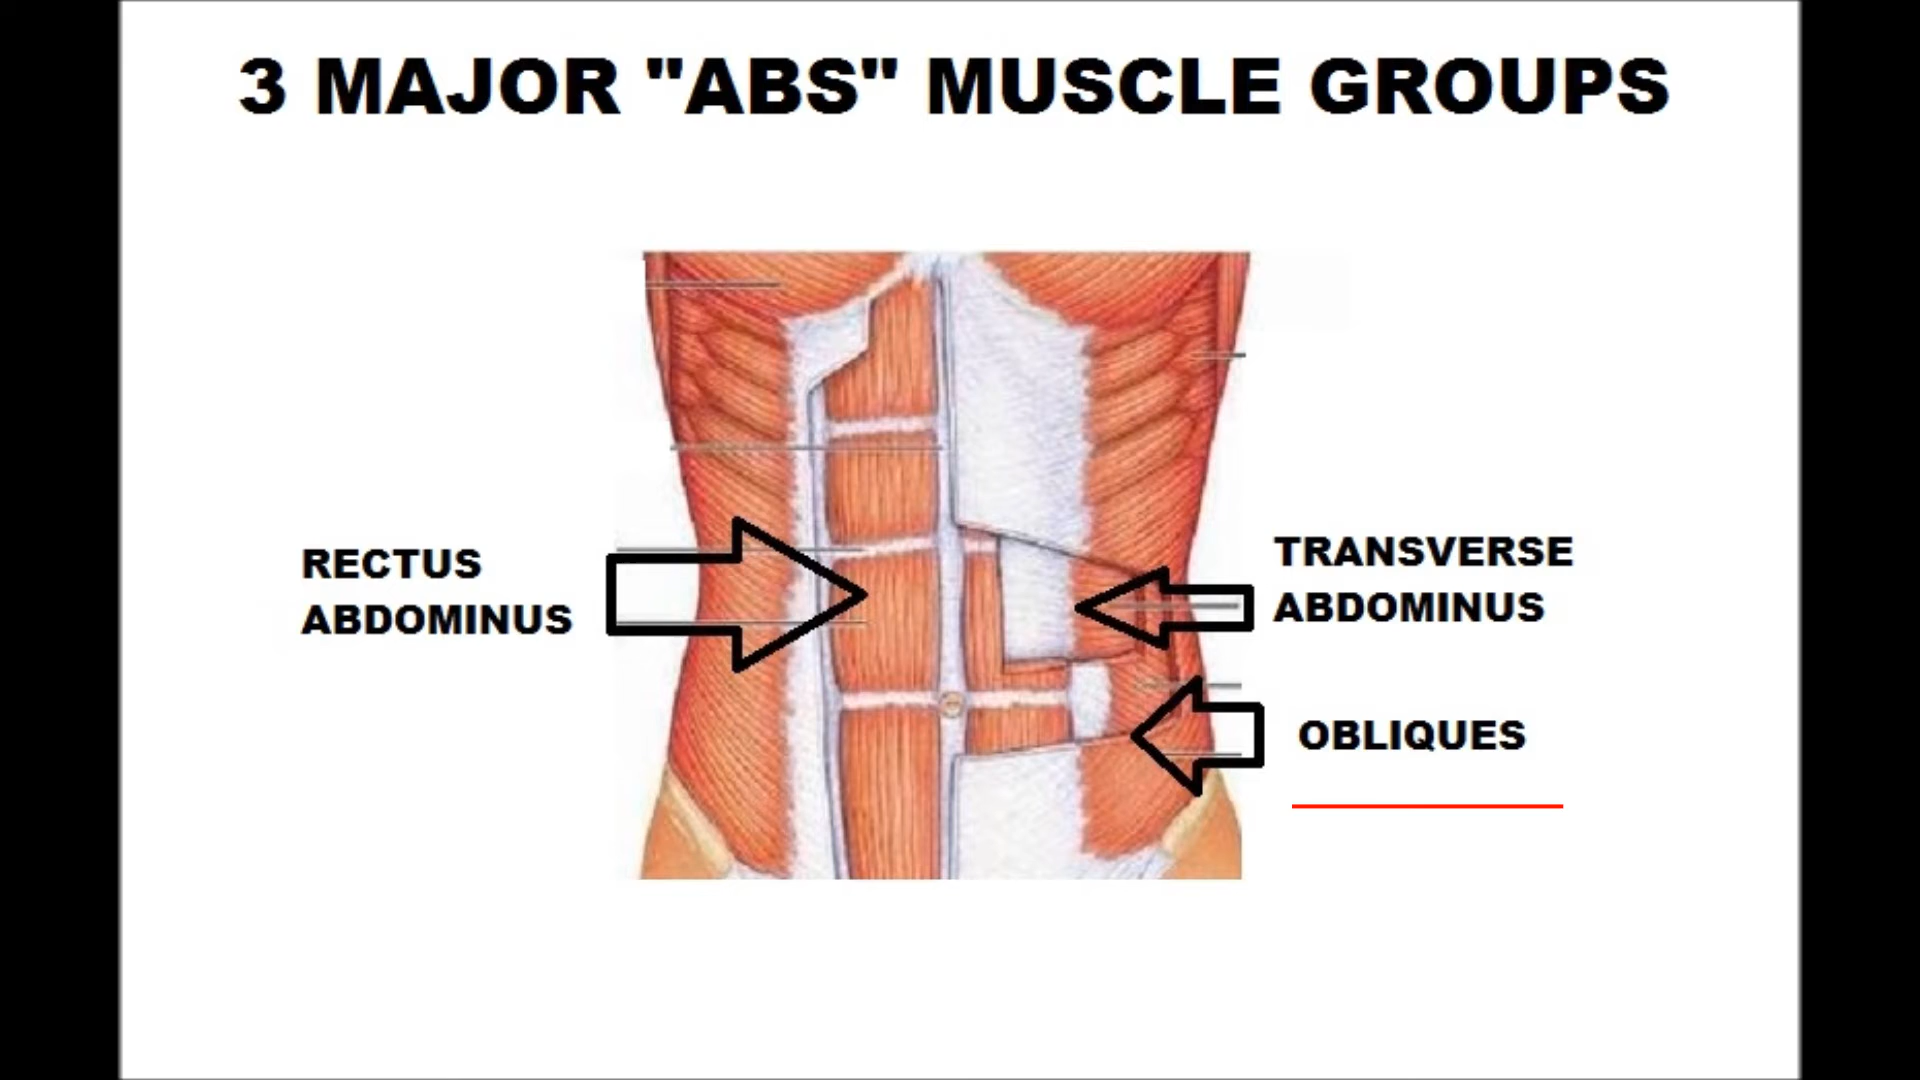 3 MAJOR "ABS" MUSCLE GROUPS
RECTUS
ABDOMINUS
TRANSVERSE
ABDOMINUS
OBLIQUES